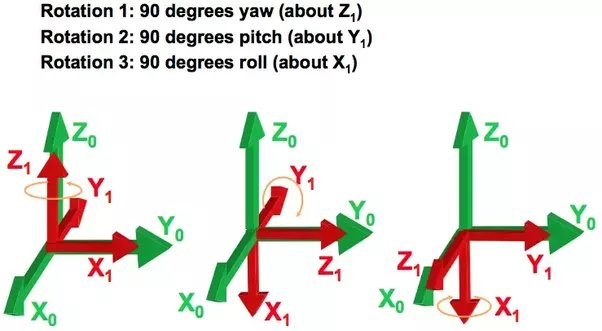 Rotation 1: 90 degrees yaw (about Z₁)
Rotation 2: 90 degrees pitch (about Y₁)
Rotation 3: 90 degrees roll (about X₁)
Z₀
Z₁
Y₁
Y₀
X₁
X₀
Z₀
Y₁
Y₀
Z₁
X₀
X₁
Z₀
Y₀
Z₁
Y₁
X₀
X₁